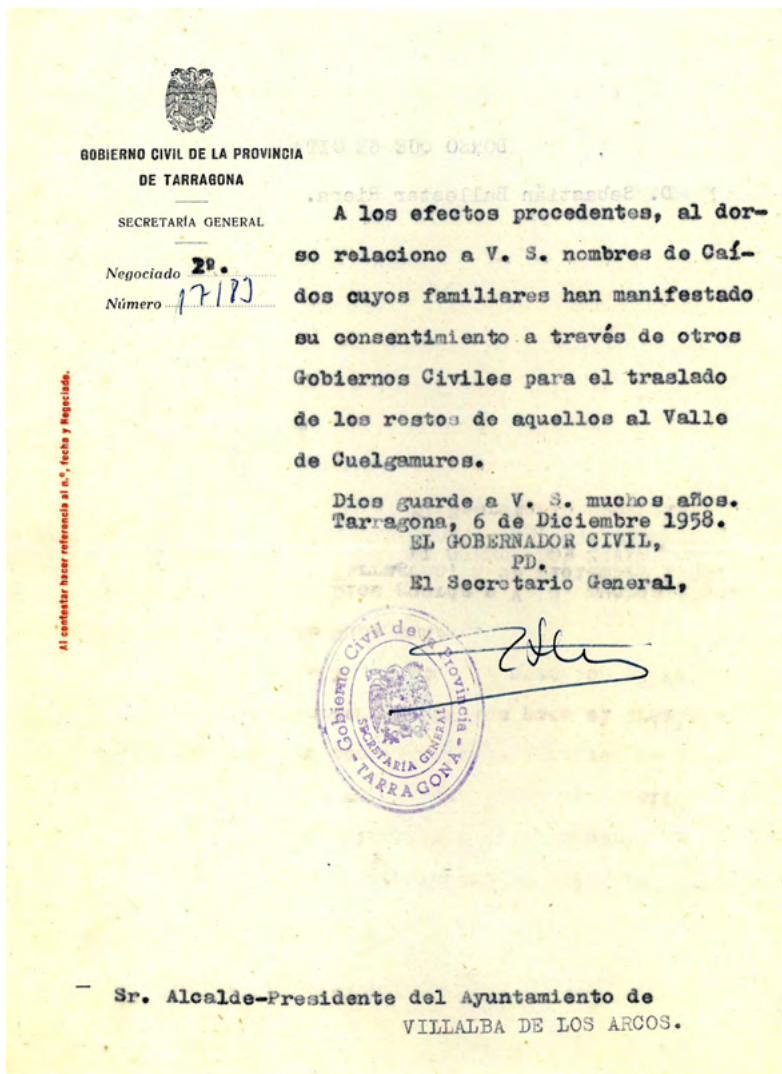 GOBIERNO CIVIL DE LA PROVINCIA
DE TARRAGONA
SECRETARÍA GENERAL
Negociado 2º.
Número 17183
Al contestar hacer referencia al n.º, fecha y Negociado.
D. Sebastián Ballester Riera.
A los efectos procedentes, al dor-
so relaciono a V. S. nombres de Caí-
dos cuyos familiares han manifestado
su consentimiento a través de otros
Gobiernos Civiles para el traslado
de los restos de aquellos al Valle
de Cuelgamuros.
Dios guarde a V. S. muchos años.
Tarragona, 6 de Diciembre 1958.
EL GOBERNADOR CIVIL,
PD.
El Secretario General,
Gobierno Civil de la Provincia - TARRAGONA -
SECRETARÍA GENERAL
Sr. Alcalde-Presidente del Ayuntamiento de
VILLALBA DE LOS ARCOS.